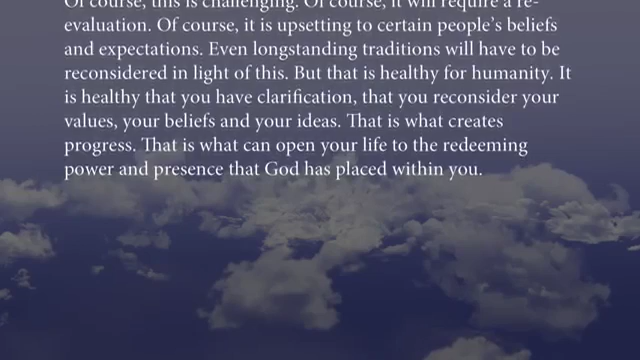 Of course, this is challenging. Of course, it will require a re-
evaluation. Of course, it is upsetting to certain people’s beliefs
and expectations. Even longstanding traditions will have to be
reconsidered in light of this. But that is healthy for humanity. It
is healthy that you have clarification, that you reconsider your
values, your beliefs and your ideas. That is what creates
progress. That is what can open your life to the redeeming
power and presence that God has placed within you.